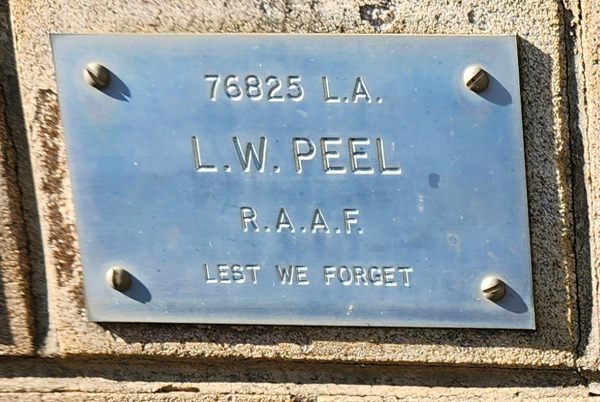 76825 L.A.
L.W. PEEL
R.A.A.F.
LEST WE FORGET